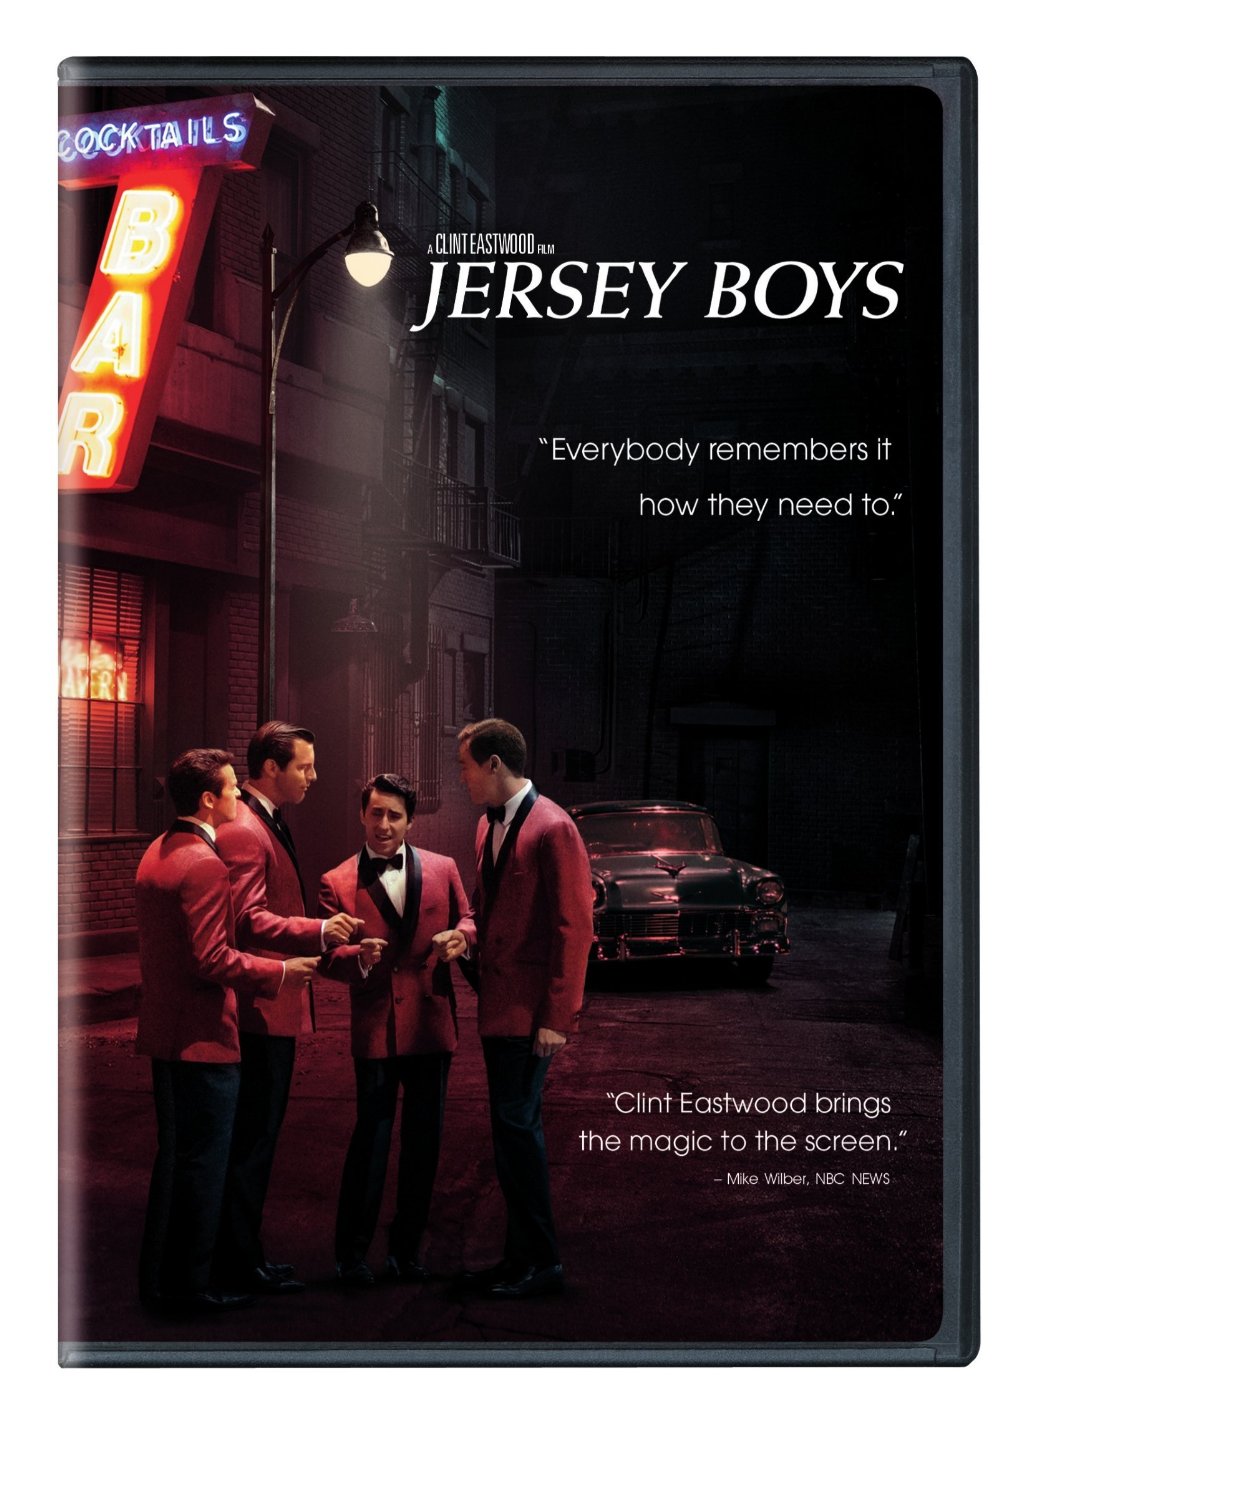 COCKTAILS
BAR
A CLINT EASTWOOD FILM
JERSEY BOYS
“Everybody remembers it
how they need to.”
TAVERN
“Clint Eastwood brings
the magic to the screen.”
– Mike Wilber, NBC NEWS